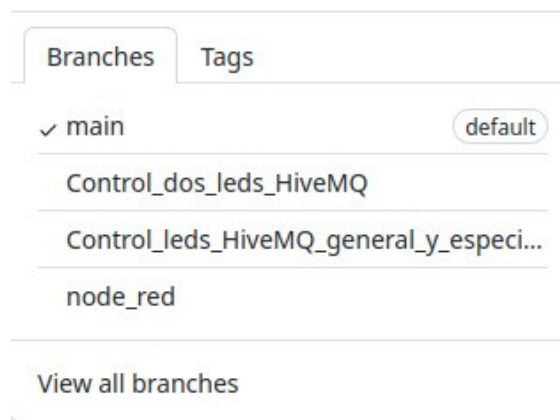 Branches Tags
main default
Control_dos_leds_HiveMQ
Control_leds_HiveMQ_general_y_especi...
node_red
View all branches